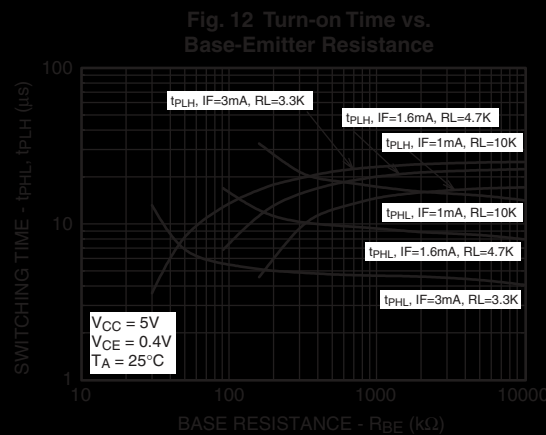 Fig. 12 Turn-on Time vs.
Base-Emitter Resistance
SWITCHING TIME - tPHL, tPLH (µs)
100
10
1
tPLH, IF=3mA, RL=3.3K
tPLH, IF=1.6mA, RL=4.7K
tPLH, IF=1mA, RL=10K
tPHL, IF=1mA, RL=10K
tPHL, IF=1.6mA, RL=4.7K
tPHL, IF=3mA, RL=3.3K
VCC = 5V
VCE = 0.4V
TA = 25°C
10
100
1000
10000
BASE RESISTANCE - RBE (kΩ)